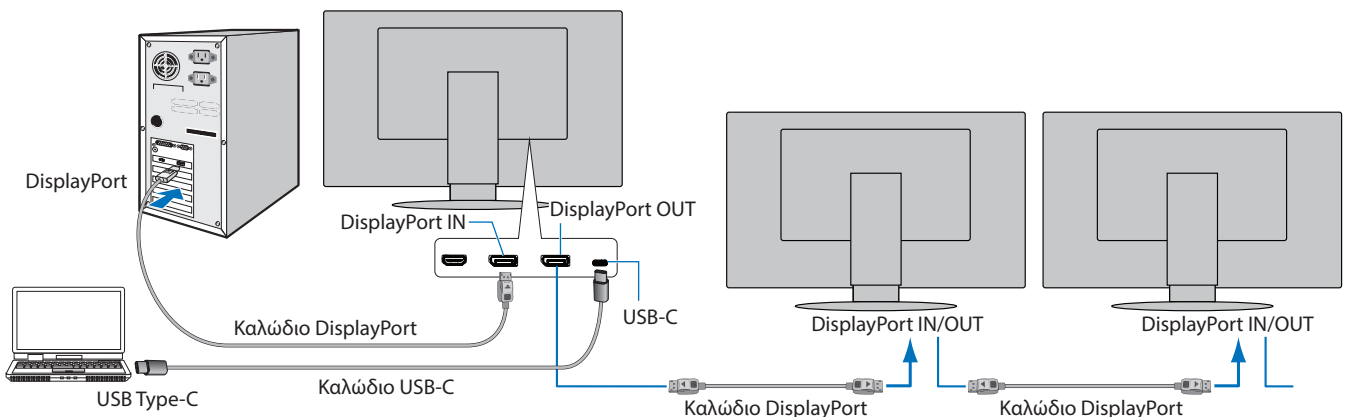 DisplayPort
DisplayPort IN
DisplayPort OUT
USB-C
Καλώδιο DisplayPort
USB Type-C
Καλώδιο USB-C
DisplayPort IN/OUT
DisplayPort IN/OUT
Καλώδιο DisplayPort
Καλώδιο DisplayPort